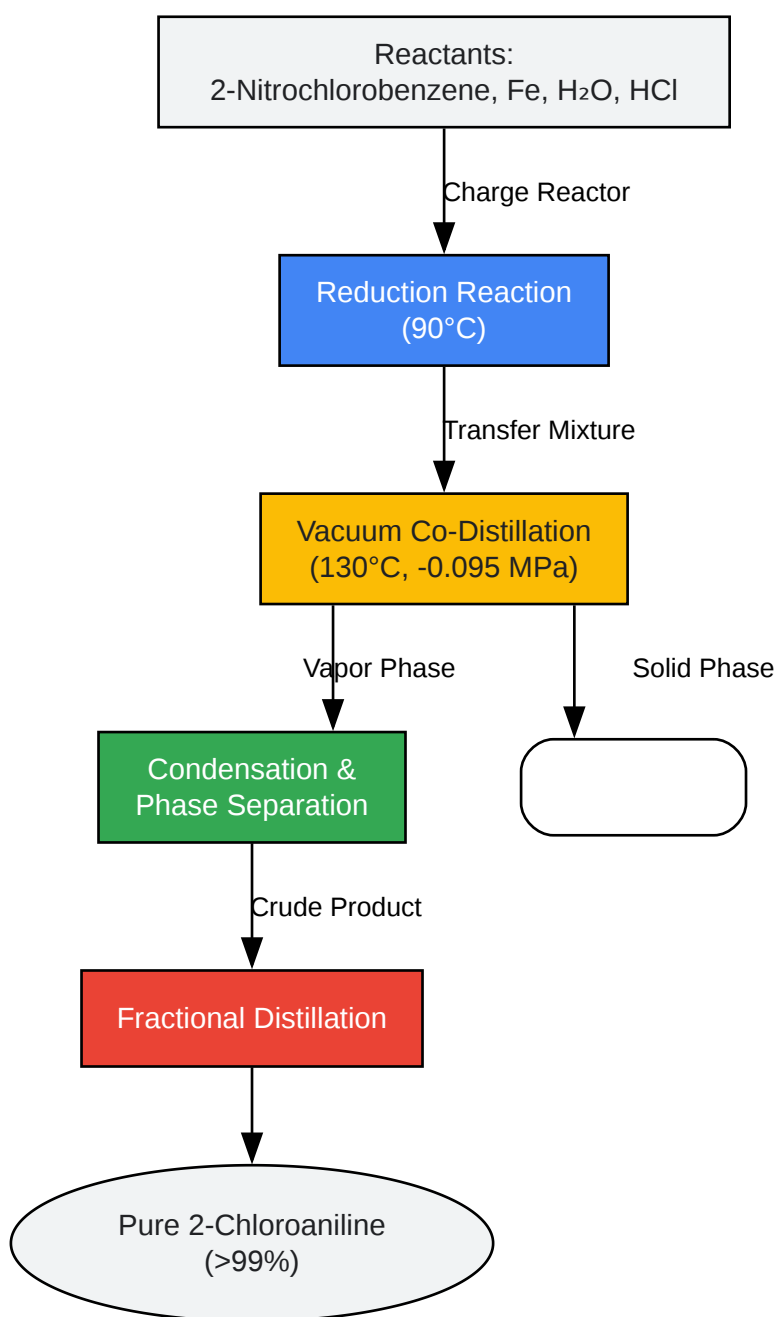 Reactants:
2-Nitrochlorobenzene, Fe, H₂O, HCl
Charge Reactor
Reduction Reaction
(90°C)
Transfer Mixture
Vacuum Co-Distillation
(130°C, -0.095 MPa)
Vapor Phase
Solid Phase
Condensation &
Phase Separation
Crude Product
Fractional Distillation
Pure 2-Chloroaniline
(>99%)